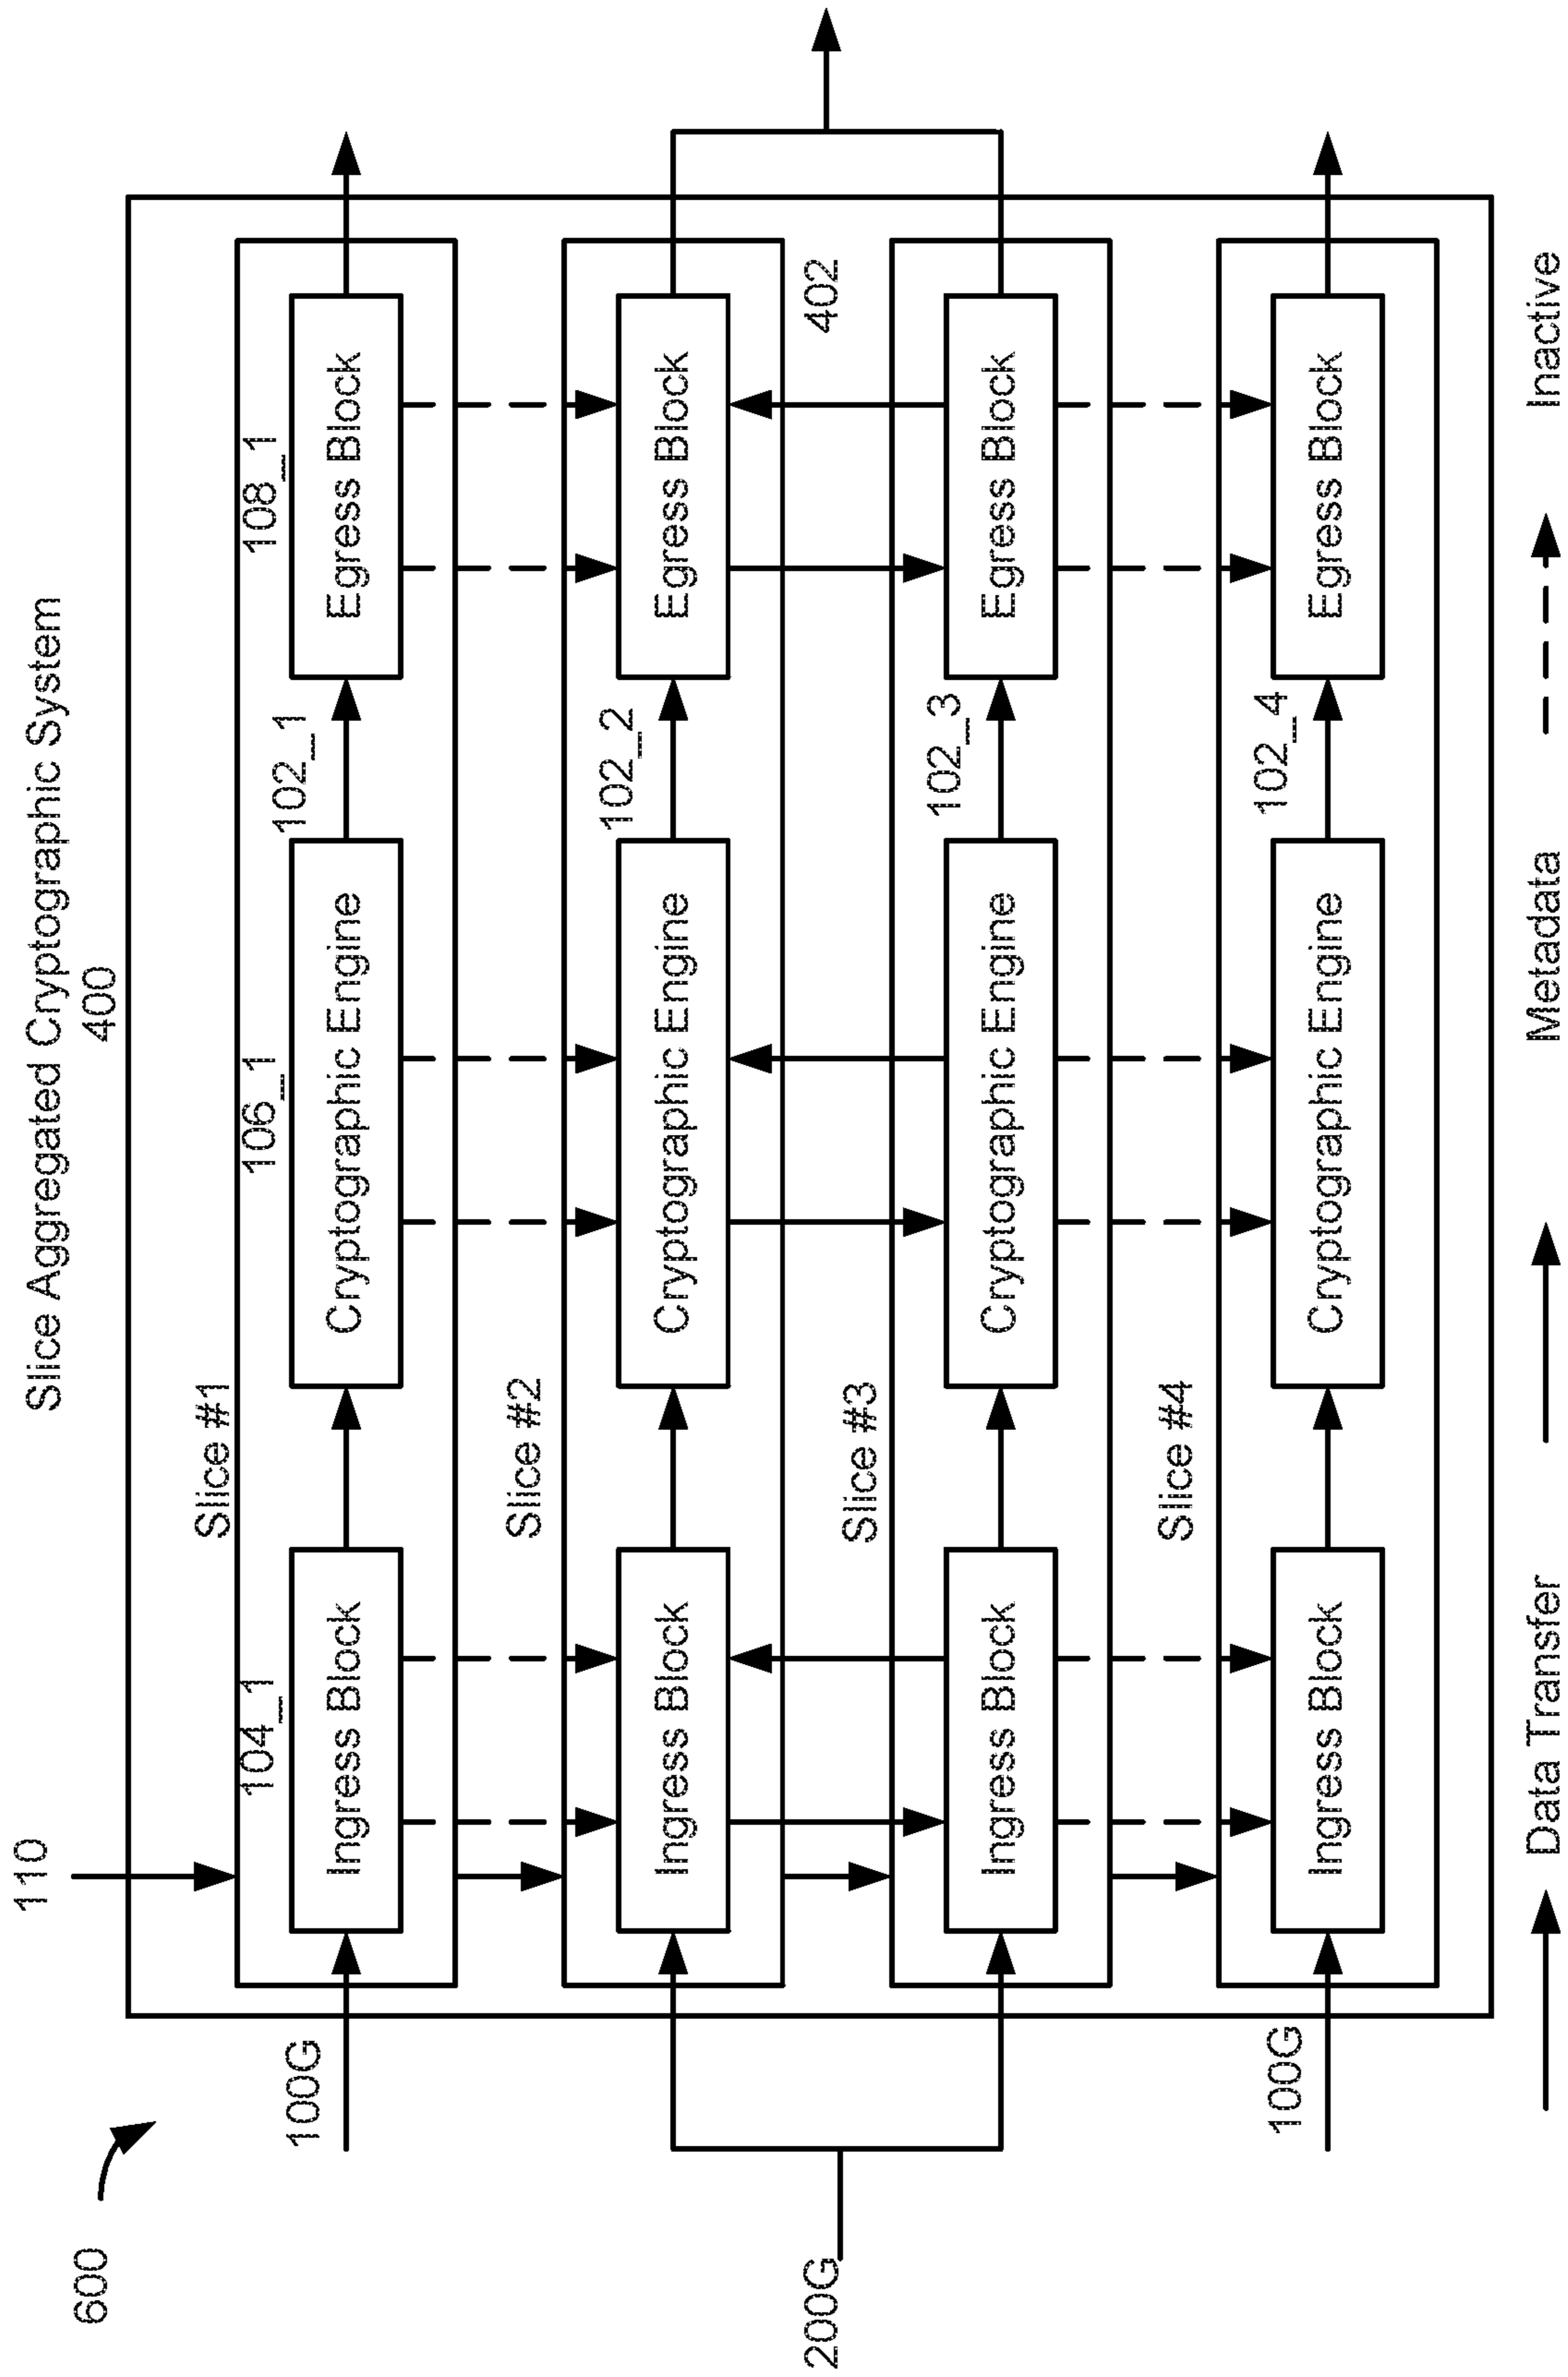 Slice Aggregated Cryptographic System
400
600
110
Slice #1
100G
104_1
Ingress Block
106_1
Cryptographic Engine
102_1
108_1
Egress Block
Slice #2
Ingress Block
Cryptographic Engine
102_2
Egress Block
200G
402
Slice #3
Ingress Block
Cryptographic Engine
102_3
Egress Block
Slice #4
100G
Ingress Block
Cryptographic Engine
102_4
Egress Block
Data Transfer
Metadata
Inactive